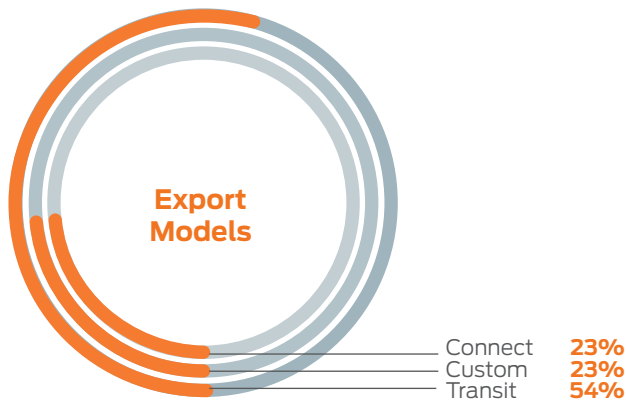 Export
Models
Connect 23%
Custom 23%
Transit 54%